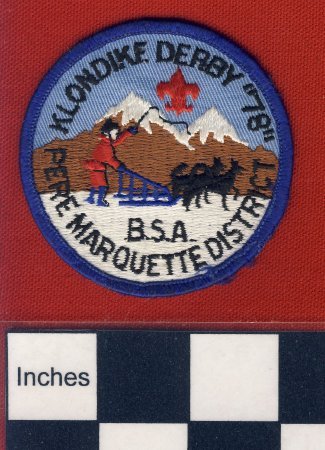 KLONDIKE DERBY "78"
B.S.A.
PERE MARQUETTE DISTRICT
Inches